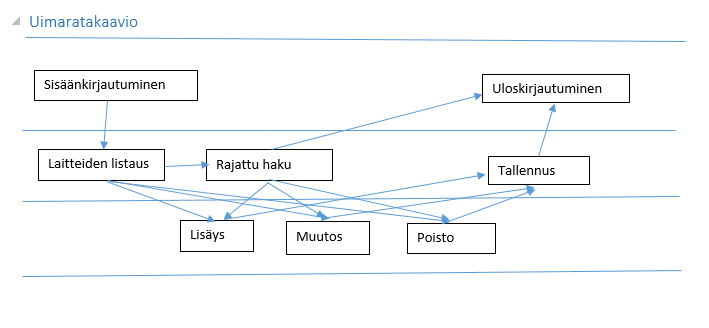 Uimaratakaavio
Sisäänkirjautuminen
Uloskirjautuminen
Laitteiden listaus
Rajattu haku
Tallennus
Lisäys
Muutos
Poisto